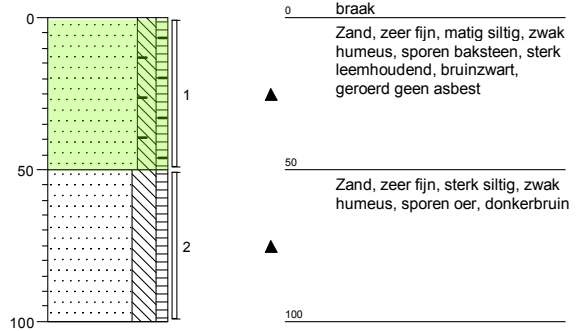 0
50
100
1
2
0
braak
Zand, zeer fijn, matig siltig, zwak
humeus, sporen baksteen, sterk
leemhoudend, bruinzwart,
geroerd geen asbest
50
Zand, zeer fijn, sterk siltig, zwak
humeus, sporen oer, donkerbruin
100